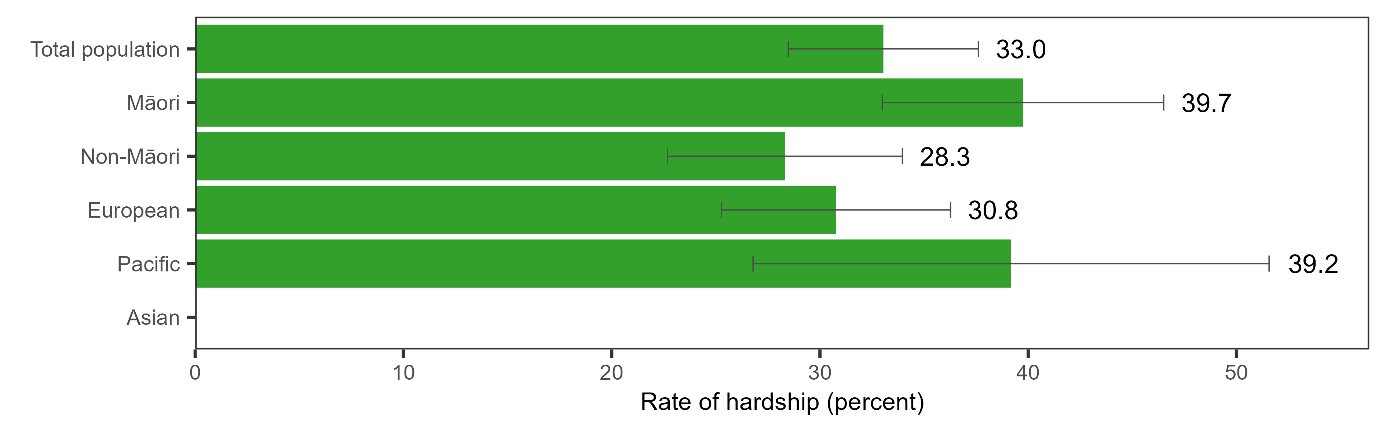 Total population 33.0
Māori 39.7
Non-Māori 28.3
European 30.8
Pacific 39.2
Asian
0 10 20 30 40 50
Rate of hardship (percent)